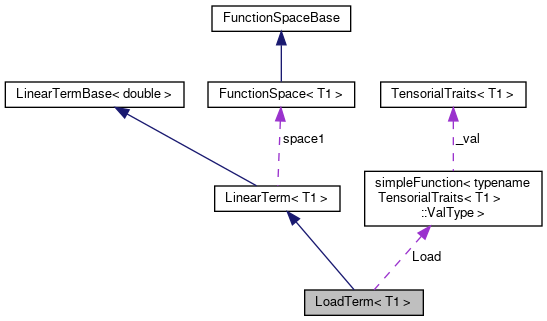 FunctionSpaceBase
LinearTermBase< double >
FunctionSpace< T1 >
TensorialTraits< T1 >
space1
_val
LinearTerm< T1 >
simpleFunction< typename
TensorialTraits< T1 >
::ValType >
Load
LoadTerm< T1 >